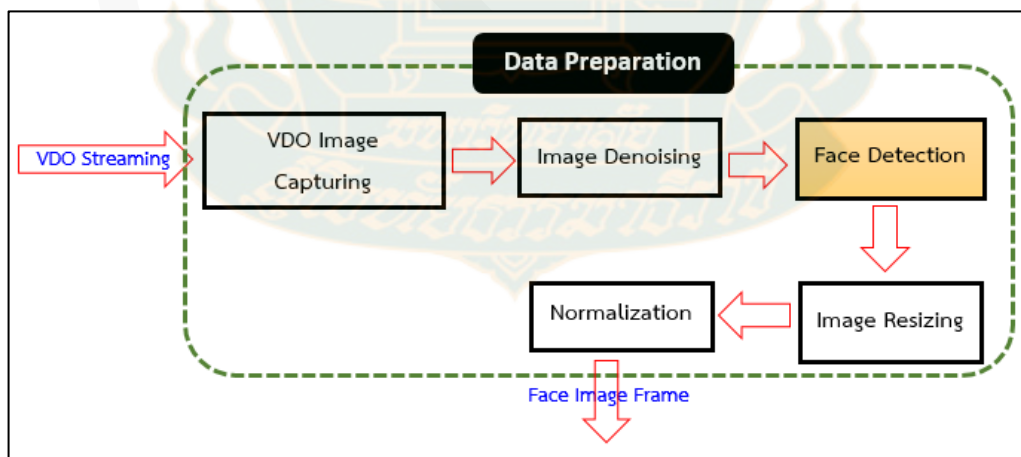 Data Preparation
VDO Streaming
VDO Image
Capturing
Image Denoising
Face Detection
Normalization
Image Resizing
Face Image Frame